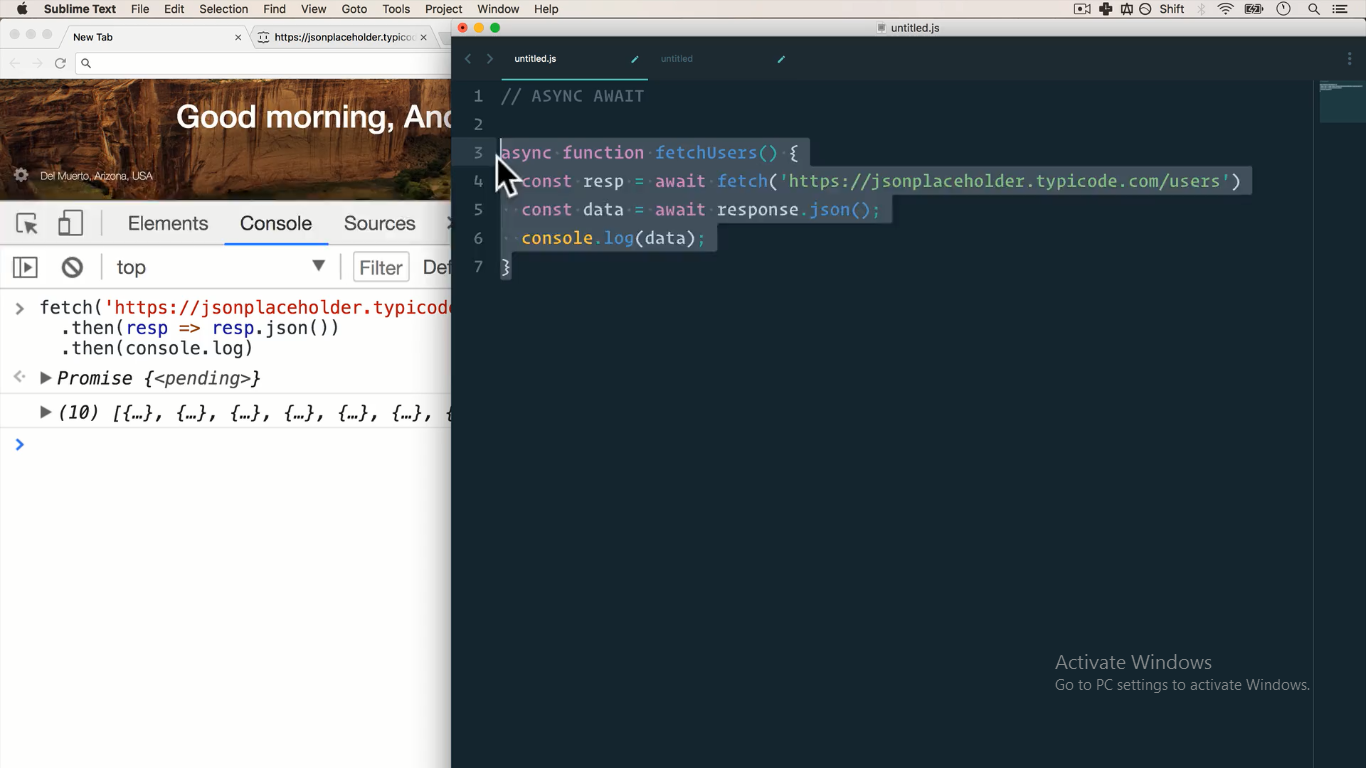 Sublime Text File Edit Selection Find View Goto Tools Project Window Help Shift
New Tab × https://jsonplaceholder.typico ×
untitled.js
untitled.js untitled
Good morning, An
Del Muerto, Arizona, USA
Elements Console Sources
top Filter Def
fetch('https://jsonplaceholder.typicod
.then(resp => resp.json())
.then(console.log)
Promise {<pending>}
(10) [{…}, {…}, {…}, {…}, {…}, {…}, {
1 // ASYNC AWAIT
2
3 async function fetchUsers() {
4 const resp = await fetch('https://jsonplaceholder.typicode.com/users')
5 const data = await response.json();
6 console.log(data);
7 }
Activate Windows
Go to PC settings to activate Windows.